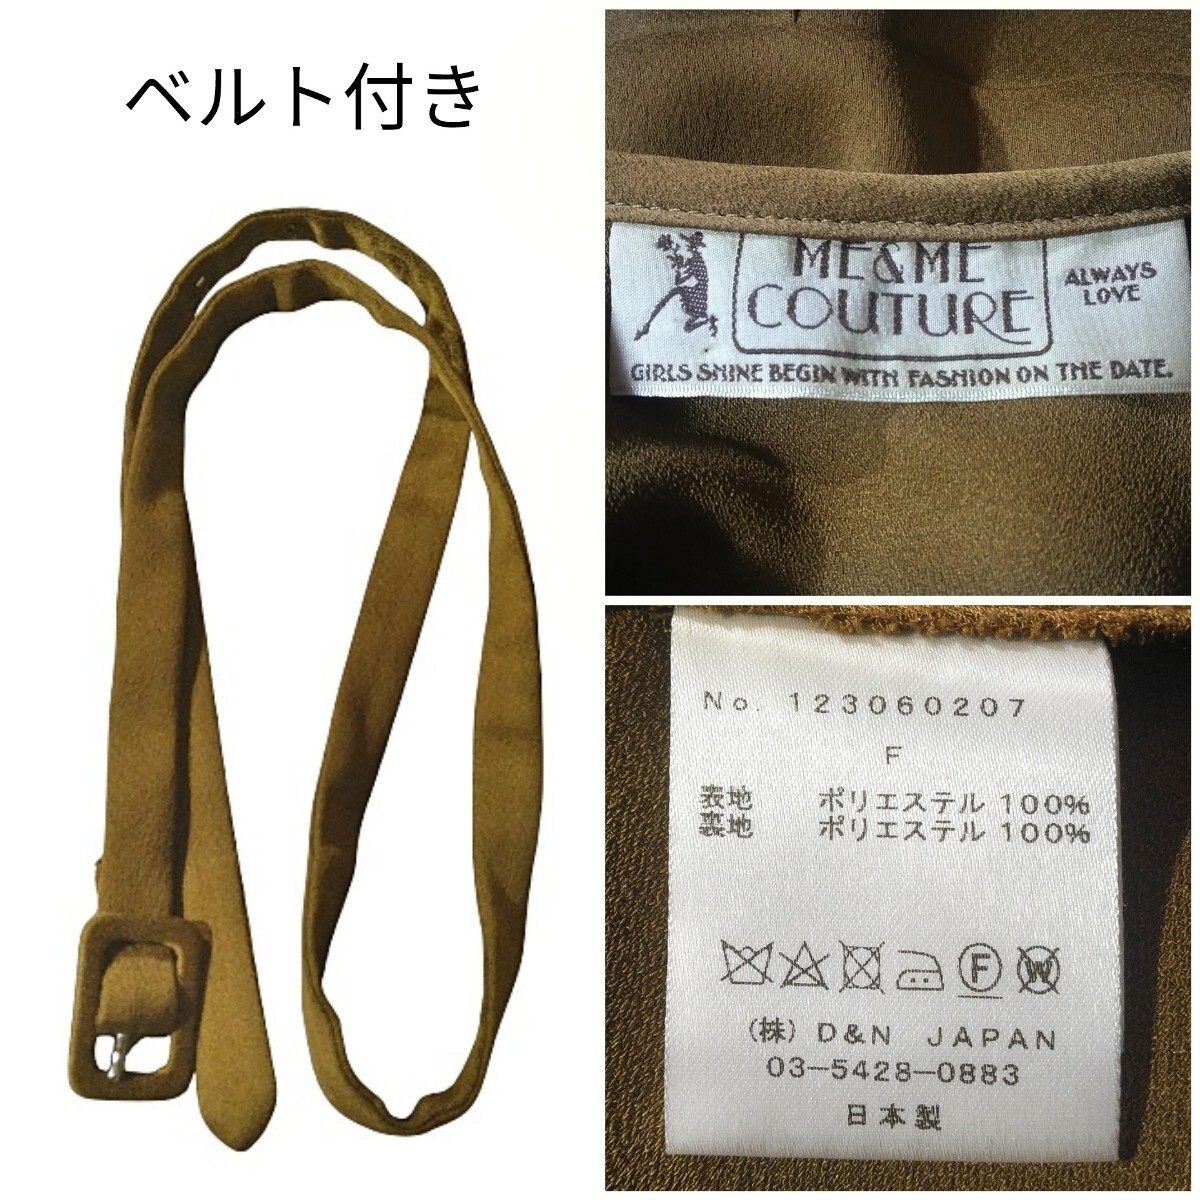 ベルト付き
ME&ME
COUTURE
ALWAYS
LOVE
GIRLS SHINE BEGIN WITH FASHION ON THE DATE.
No. 123060207
F
表地 ポリエステル 100%
裏地 ポリエステル 100%
F W
(株) D&N JAPAN
03-5428-0883
日本製